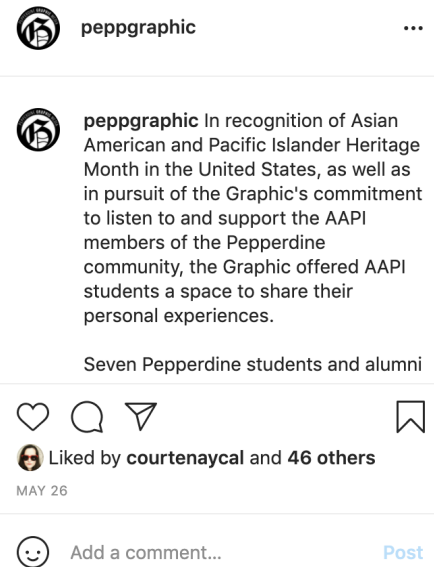 peppgraphic
peppgraphic In recognition of Asian
American and Pacific Islander Heritage
Month in the United States, as well as
in pursuit of the Graphic's commitment
to listen to and support the AAPI
members of the Pepperdine
community, the Graphic offered AAPI
students a space to share their
personal experiences.
Seven Pepperdine students and alumni
Liked by courtenaycal and 46 others
MAY 26
Add a comment...
Post